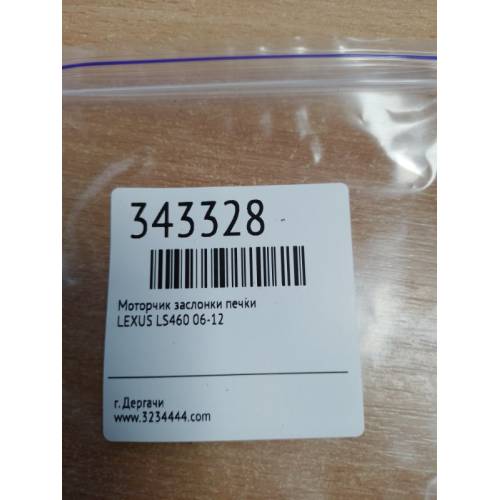 343328
Моторчик заслонки печки
LEXUS LS460 06-12
г. Дергачи
www.3234444.com